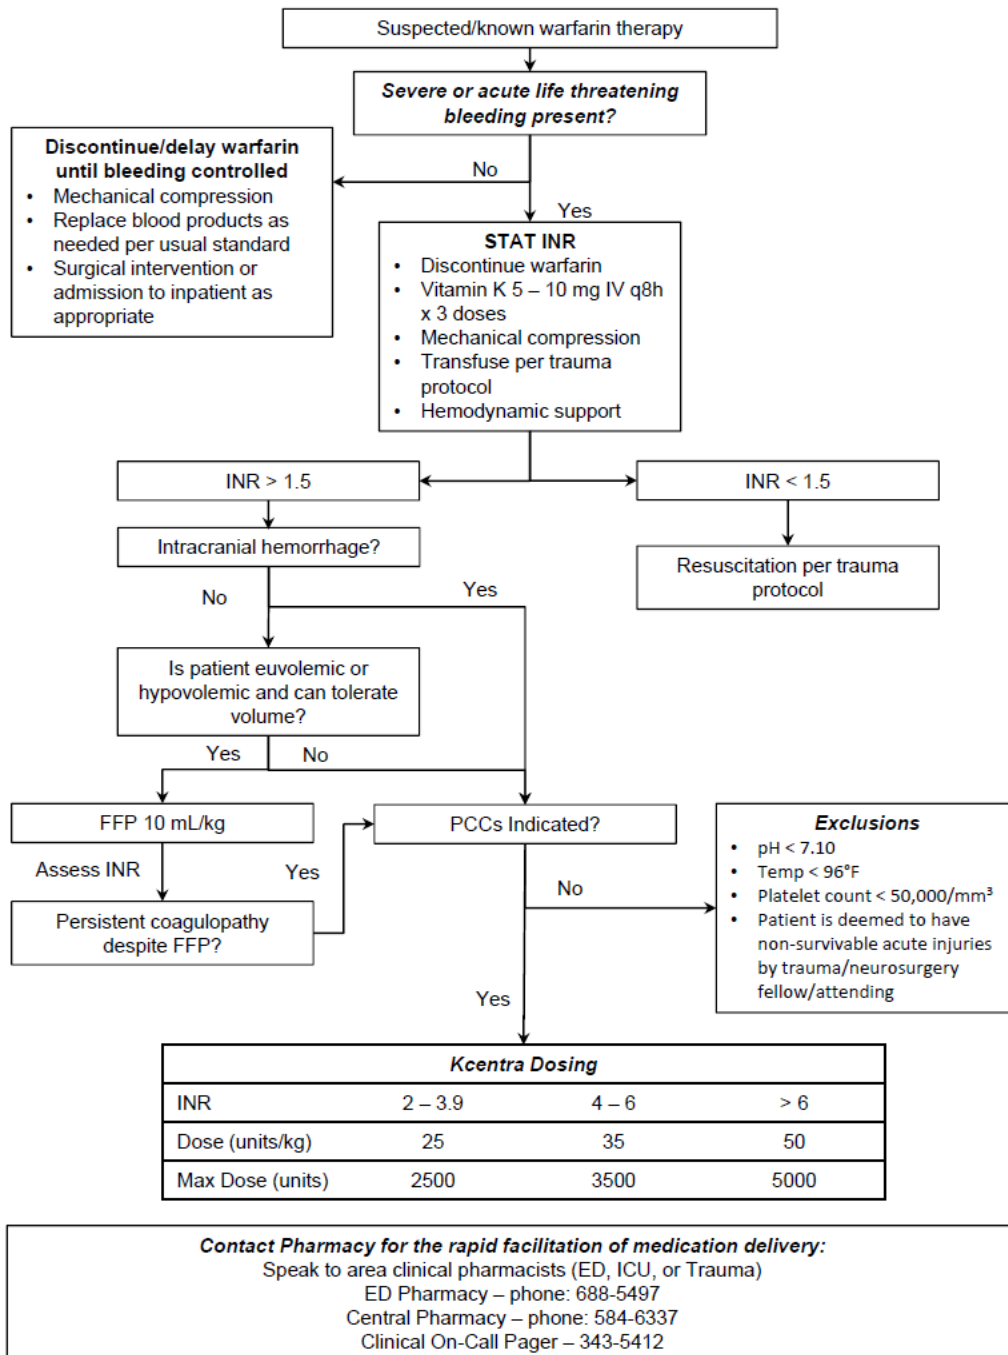 Suspected/known warfarin therapy
Severe or acute life threatening
bleeding present?
Discontinue/delay warfarin
until bleeding controlled
• Mechanical compression
• Replace blood products as
needed per usual standard
• Surgical intervention or
admission to inpatient as
appropriate
No
Yes
STAT INR
• Discontinue warfarin
• Vitamin K 5 – 10 mg IV q8h
x 3 doses
• Mechanical compression
• Transfuse per trauma
protocol
• Hemodynamic support
INR > 1.5
INR < 1.5
Intracranial hemorrhage?
Resuscitation per trauma
protocol
No
Yes
Is patient euvolemic or
hypovolemic and can tolerate
volume?
Yes
No
FFP 10 mL/kg
PCCs Indicated?
Assess INR
Yes
Persistent coagulopathy
despite FFP?
No
Exclusions
• pH < 7.10
• Temp < 96°F
• Platelet count < 50,000/mm³
• Patient is deemed to have
non-survivable acute injuries
by trauma/neurosurgery
fellow/attending
Yes
Kcentra Dosing
INR 2 – 3.9 4 – 6 > 6
Dose (units/kg) 25 35 50
Max Dose (units) 2500 3500 5000
Contact Pharmacy for the rapid facilitation of medication delivery:
Speak to area clinical pharmacists (ED, ICU, or Trauma)
ED Pharmacy – phone: 688-5497
Central Pharmacy – phone: 584-6337
Clinical On-Call Pager – 343-5412